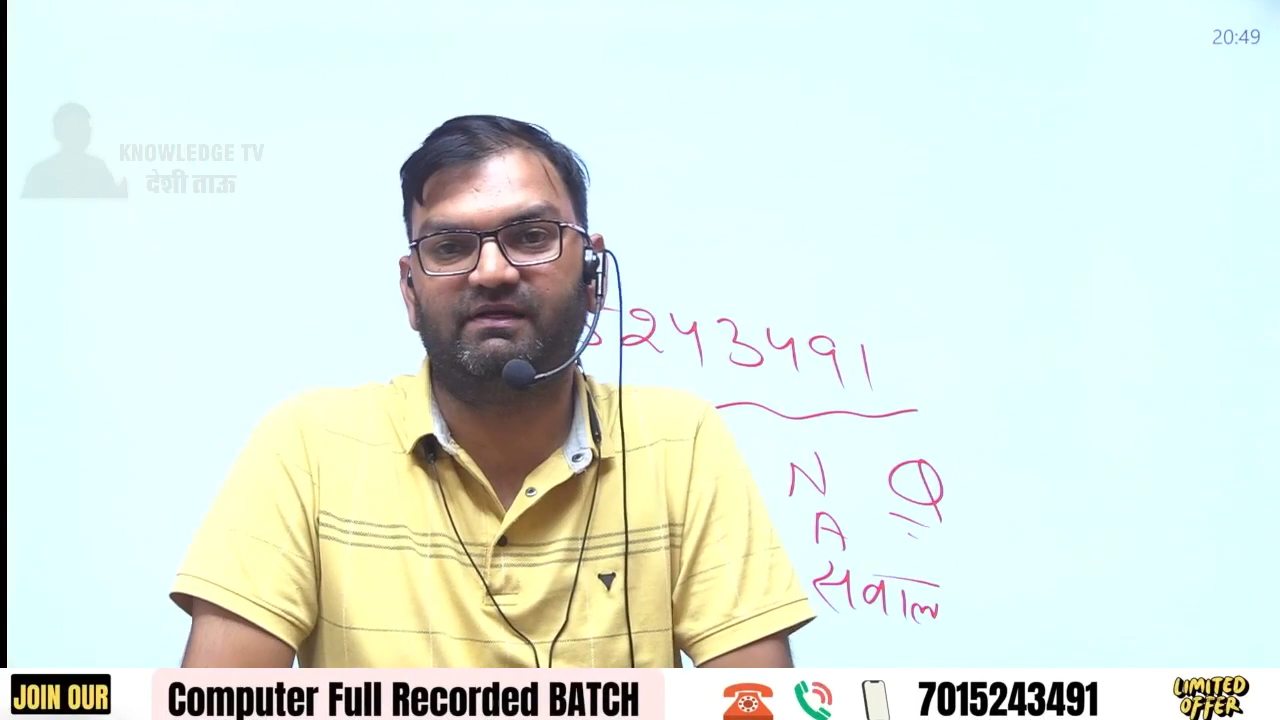 20:49
KNOWLEDGE TV
देशी ताऊ
5243491
N Q
A
सवाल
JOIN OUR
Computer Full Recorded BATCH
7015243491
LIMITED
OFFER